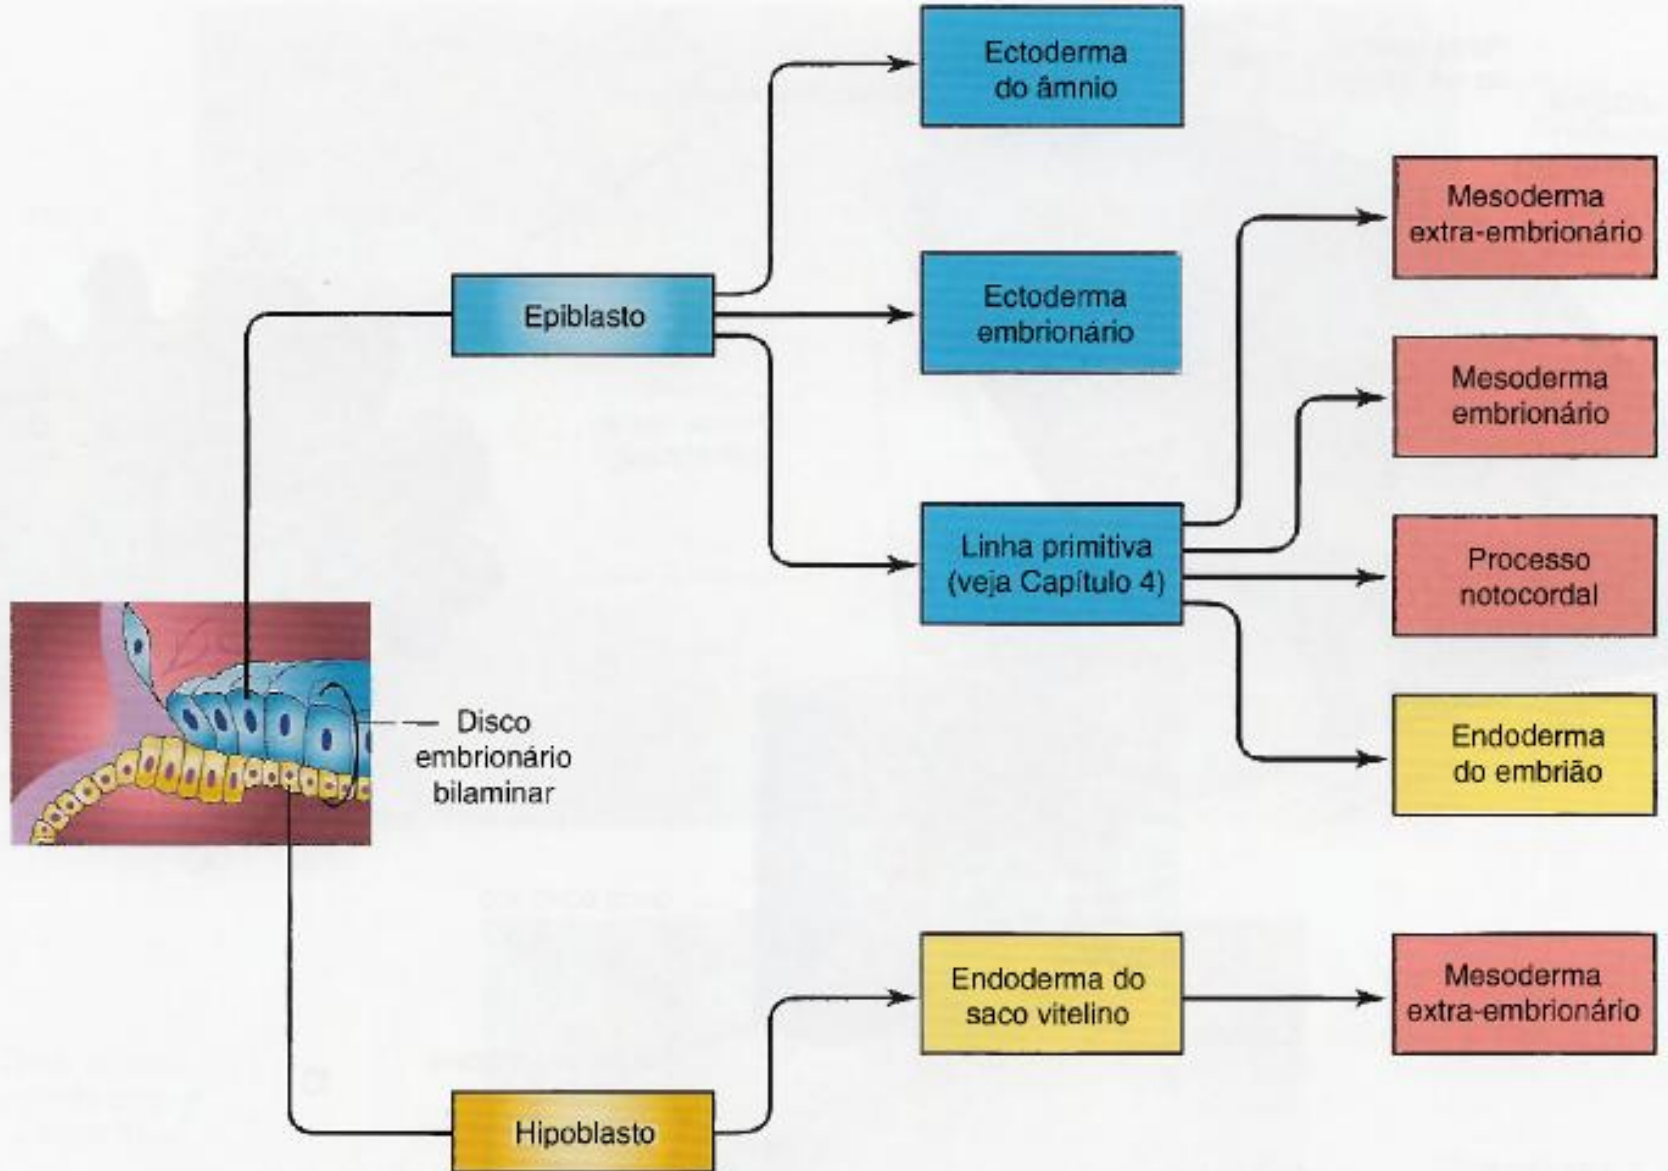 Ectoderma
do âmnio
Mesoderma
extra-embrionário
Epiblasto
Ectoderma
embrionário
Mesoderma
embrionário
Linha primitiva
(veja Capítulo 4)
Processo
notocordal
Disco
embrionário
bilaminar
Endoderma
do embrião
Endoderma do
saco vitelino
Mesoderma
extra-embrionário
Hipoblasto